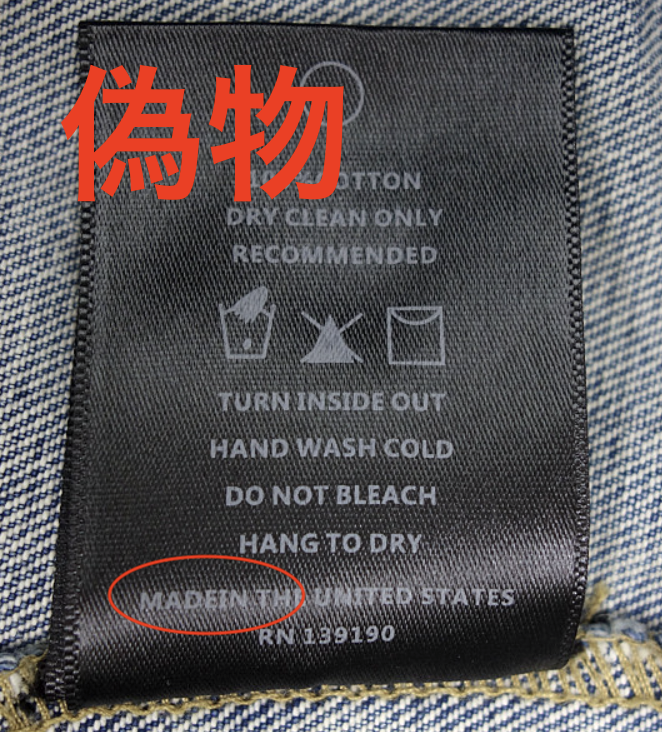 偽物
COTTON
DRY CLEAN ONLY
RECOMMENDED
TURN INSIDE OUT
HAND WASH COLD
DO NOT BLEACH
HANG TO DRY
MADEIN THE UNITED STATES
RN 139190